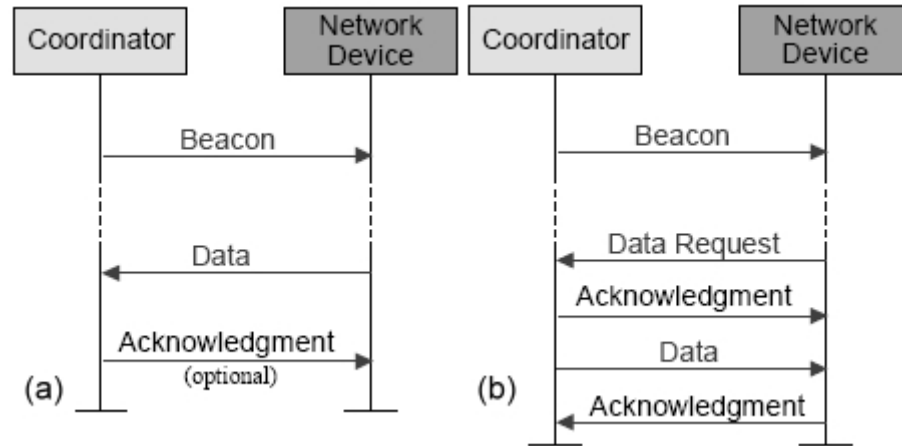 Coordinator
Network
Device
Beacon
Data
Acknowledgment
(optional)
(a)
Coordinator
Network
Device
Beacon
Data Request
Acknowledgment
Data
Acknowledgment
(b)